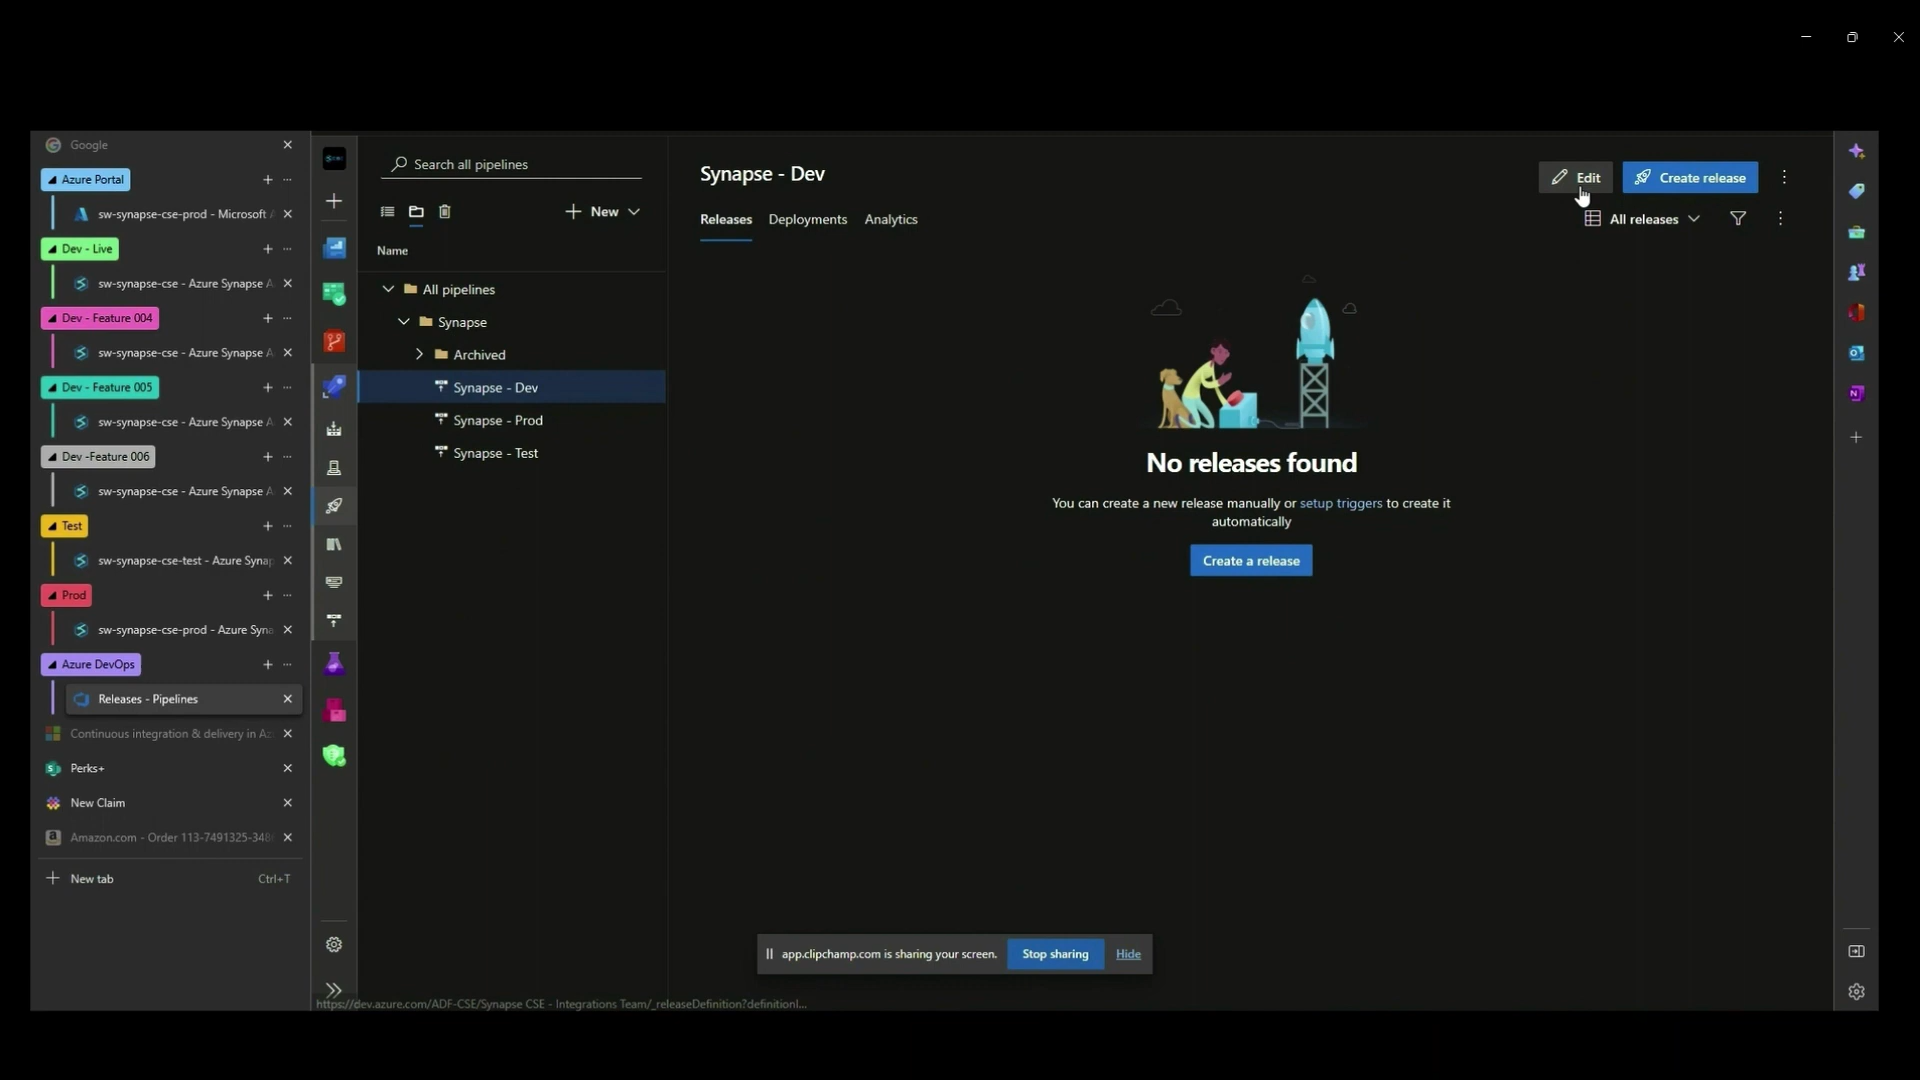 Google
Azure Portal
sw-synapse-cse-prod - Microsoft
Dev - Live
sw-synapse-cse - Azure Synapse
Dev - Feature 004
sw-synapse-cse - Azure Synapse
Dev - Feature 005
sw-synapse-cse - Azure Synapse
Dev -Feature 006
sw-synapse-cse - Azure Synapse
Test
sw-synapse-cse-test - Azure Synap
Prod
sw-synapse-cse-prod - Azure Syna
Azure DevOps
Releases - Pipelines
Continuous integration & delivery in Az
Perks+
New Claim
Amazon.com - Order 113-7491325-348
New tab Ctrl+T
Search all pipelines
New
Name
All pipelines
Synapse
Archived
Synapse - Dev
Synapse - Prod
Synapse - Test
Synapse - Dev
Edit
Create release
Releases Deployments Analytics
All releases
No releases found
You can create a new release manually or setup triggers to create it
automatically
Create a release
app.clipchamp.com is sharing your screen. Stop sharing Hide
https://dev.azure.com/ADF-CSE/Synapse CSE - Integrations Team/_releaseDefinition?definitionI...